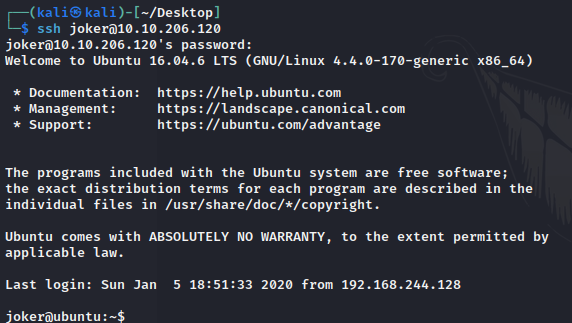 ┌──(kali㉿kali)-[~/Desktop]
└─$ ssh joker@10.10.206.120
joker@10.10.206.120's password:
Welcome to Ubuntu 16.04.6 LTS (GNU/Linux 4.4.0-170-generic x86_64)
* Documentation:  https://help.ubuntu.com
* Management:     https://landscape.canonical.com
* Support:        https://ubuntu.com/advantage
The programs included with the Ubuntu system are free software;
the exact distribution terms for each program are described in the
individual files in /usr/share/doc/*/copyright.
Ubuntu comes with ABSOLUTELY NO WARRANTY, to the extent permitted by
applicable law.
Last login: Sun Jan  5 18:51:33 2020 from 192.168.244.128
joker@ubuntu:~$